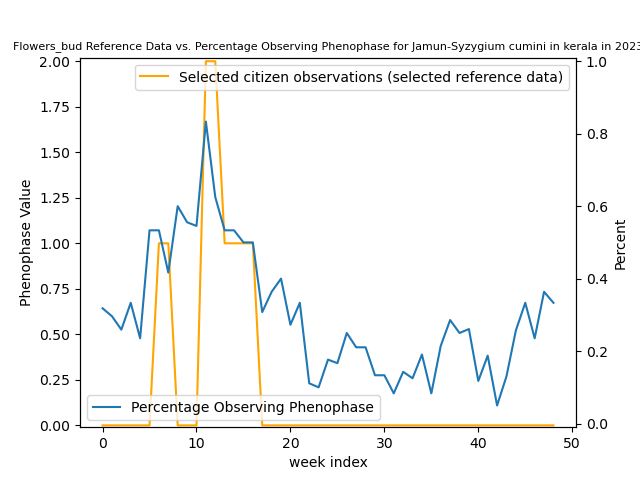 Flowers_bud Reference Data vs. Percentage Observing Phenophase for Jamun-Syzygium cumini in kerala in 2023
Selected citizen observations (selected reference data)
Percentage Observing Phenophase
Phenophase Value
2.00
1.75
1.50
1.25
1.00
0.75
0.50
0.25
0.00
Percent
1.0
0.8
0.6
0.4
0.2
0.0
0 10 20 30 40 50
week index